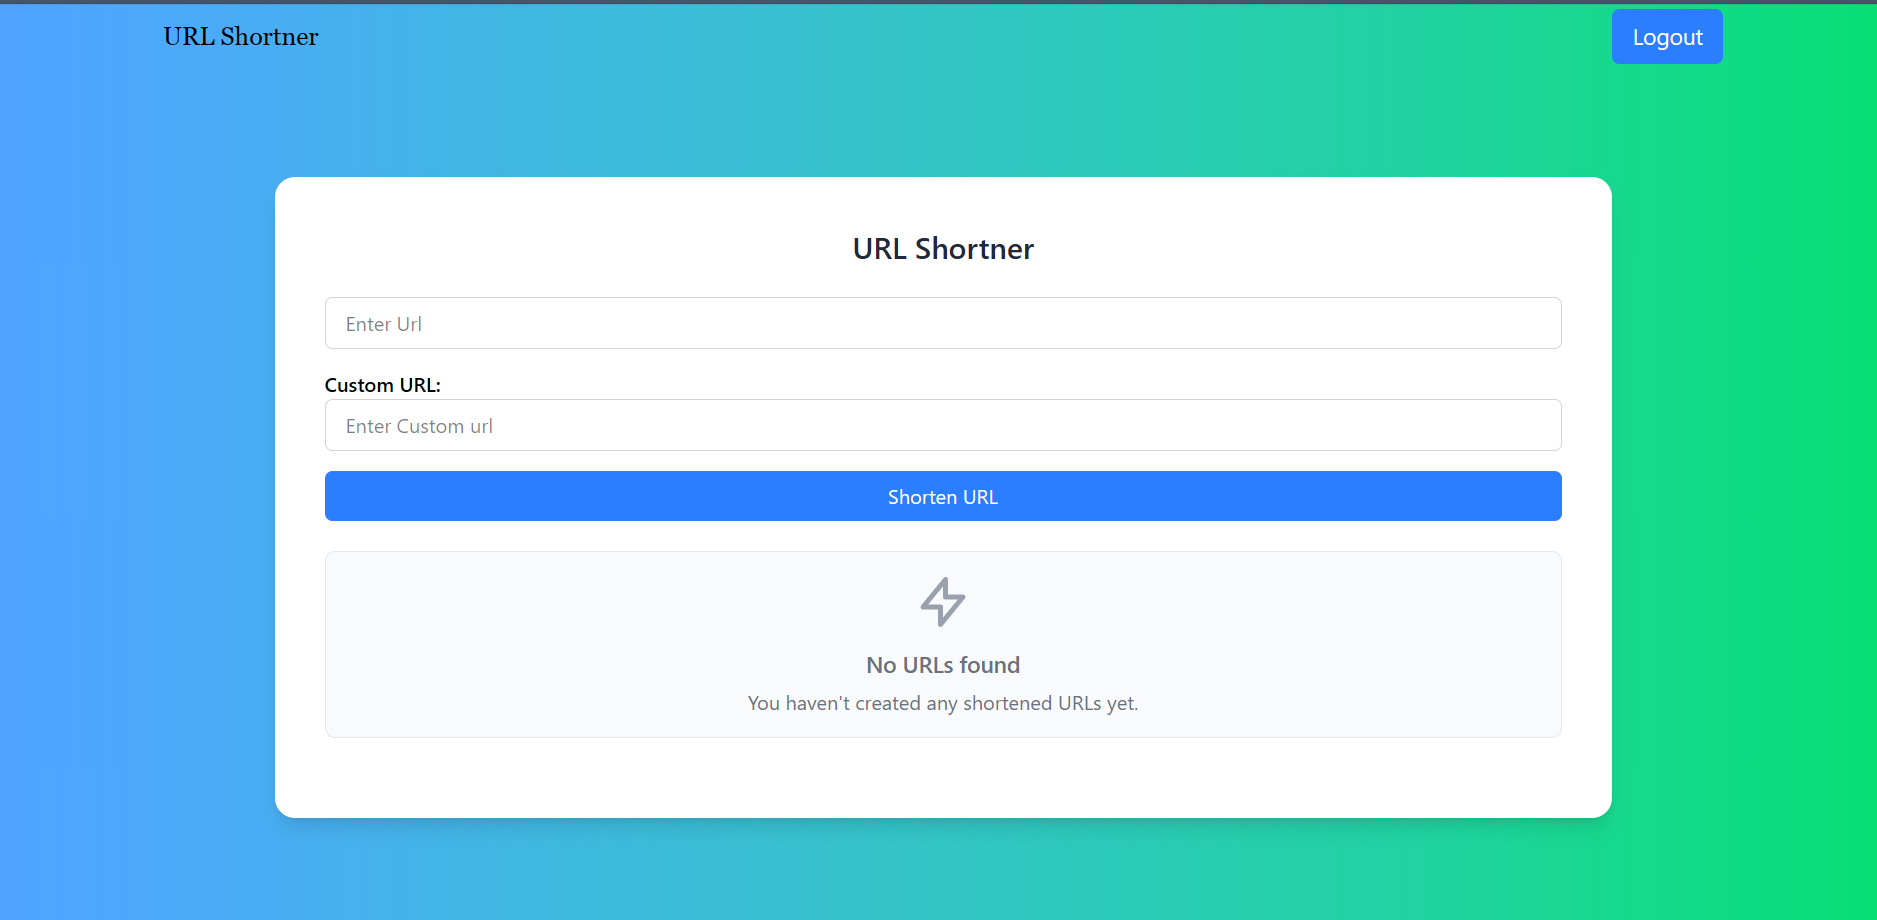 URL Shortner
Logout
URL Shortner
Enter Url
Custom URL:
Enter Custom url
Shorten URL
No URLs found
You haven't created any shortened URLs yet.